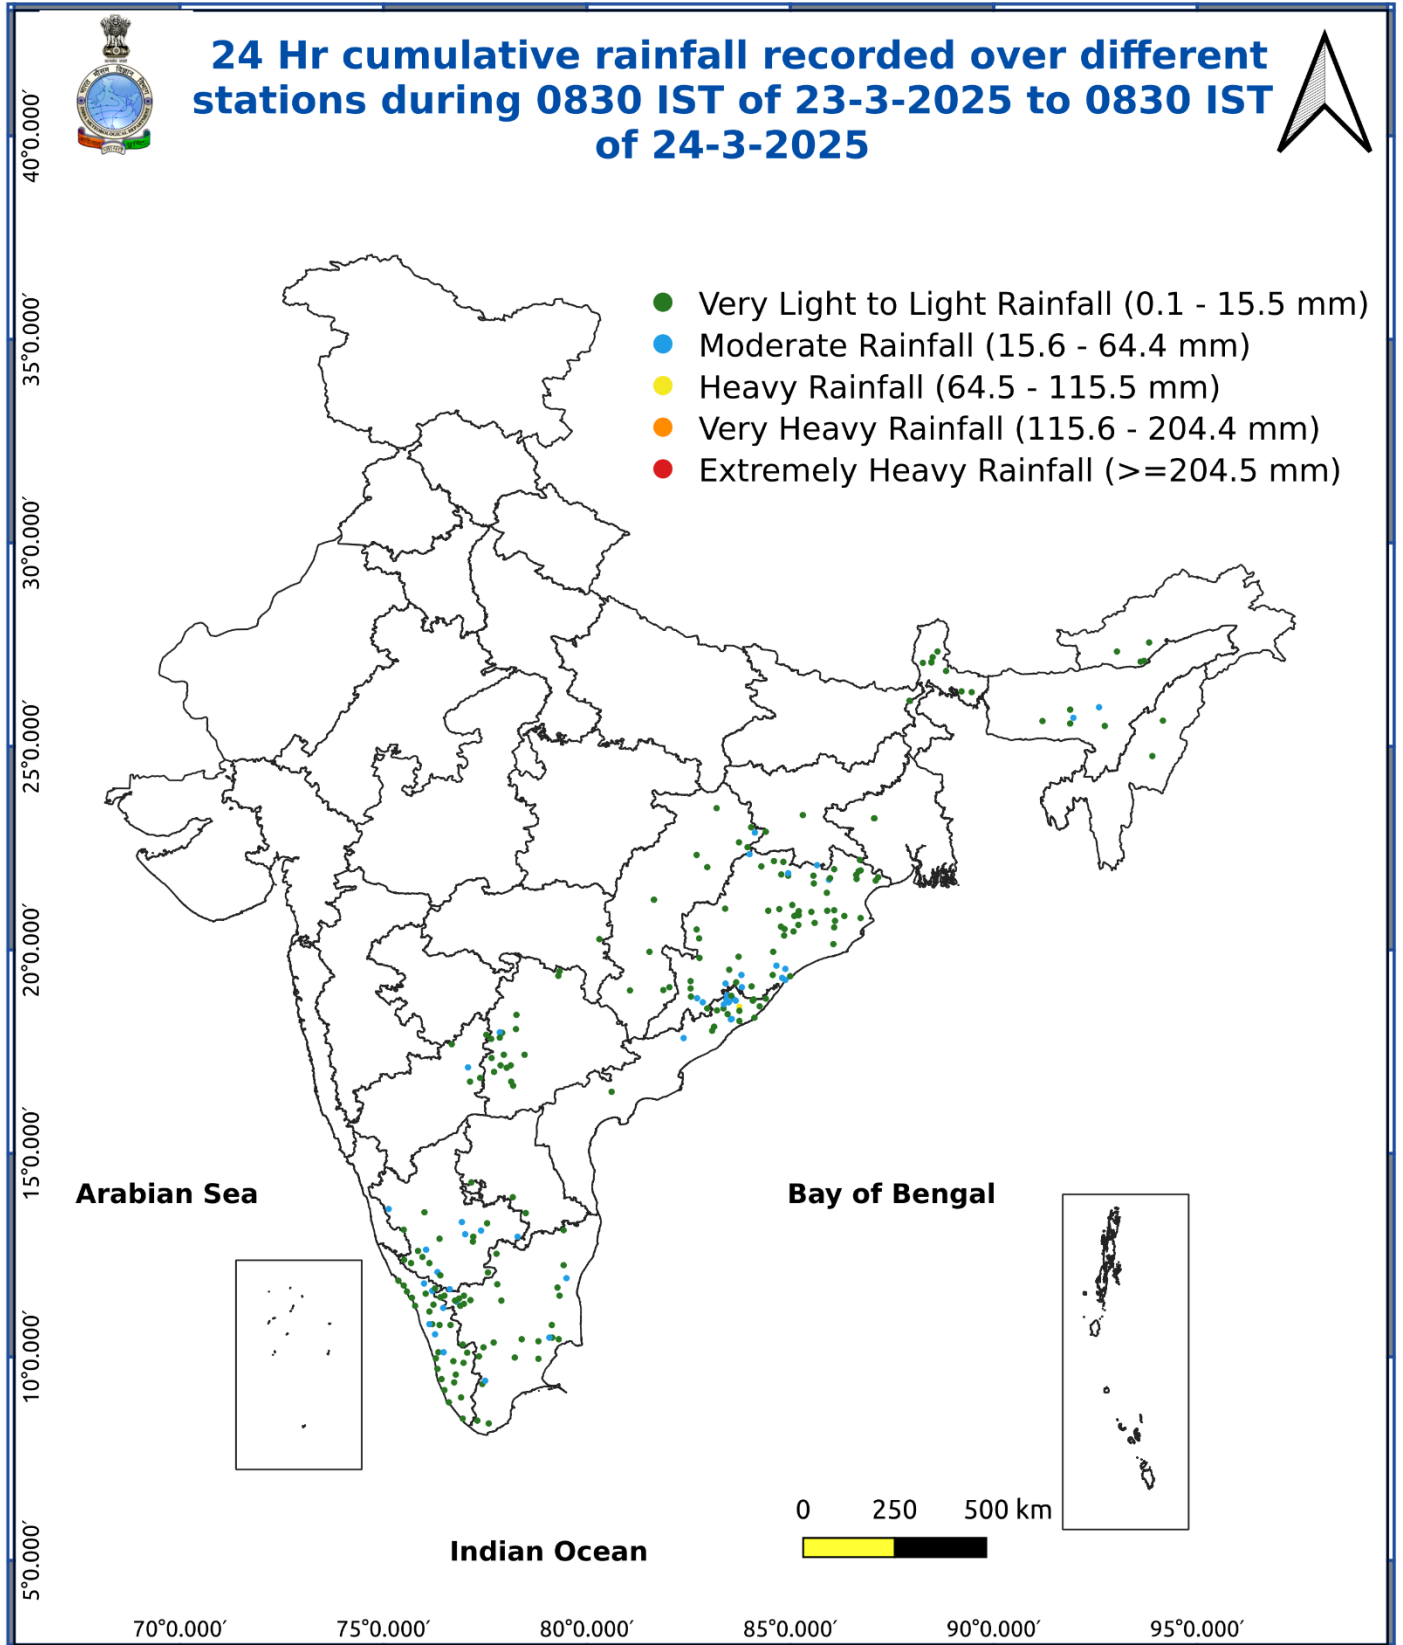 24 Hr cumulative rainfall recorded over different
stations during 0830 IST of 23-3-2025 to 0830 IST
of 24-3-2025
Very Light to Light Rainfall (0.1 - 15.5 mm)
Moderate Rainfall (15.6 - 64.4 mm)
Heavy Rainfall (64.5 - 115.5 mm)
Very Heavy Rainfall (115.6 - 204.4 mm)
Extremely Heavy Rainfall (>=204.5 mm)
40°0.000′
35°0.000′
30°0.000′
25°0.000′
20°0.000′
15°0.000′
10°0.000′
5°0.000′
Arabian Sea
Bay of Bengal
Indian Ocean
0 250 500 km
70°0.000′ 75°0.000′ 80°0.000′ 85°0.000′ 90°0.000′ 95°0.000′